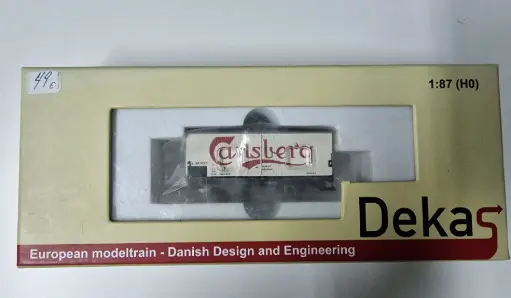 49 €
1:87 (H0)
Carlsberg
Dekas
European modeltrain - Danish Design and Engineering